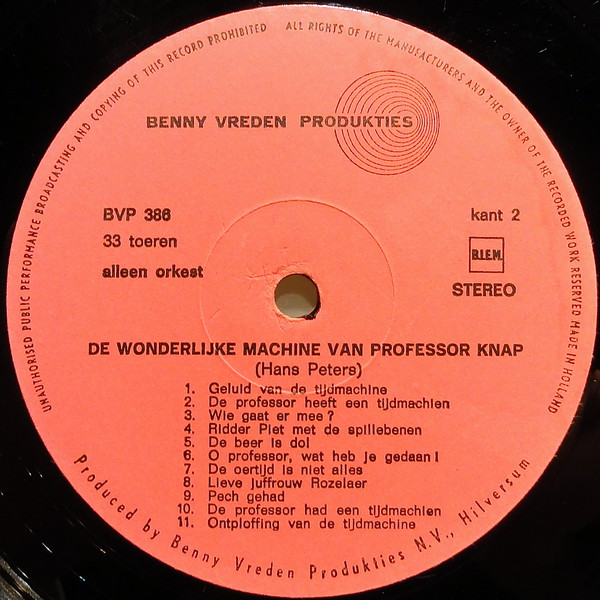 UNAUTHORISED PUBLIC PERFORMANCE BROADCASTING AND COPYING OF THIS RECORD PROHIBITED ALL RIGHTS OF THE MANUSACTURERS AND THE OWNER OF THE RECORDED WORK RESERVED MADE IN HOLLAND
BENNY VREDEN PRODUKTIES
BVP 386
kant 2
33 toeren
B.I.E.M.
alleen orkest
STEREO
DE WONDERLIJKE MACHINE VAN PROFESSOR KNAP
(Hans Peters)
1. Geluid van de tijdmachine
2. De professor heeft een tijdmachien
3. Wie gaat er mee?
4. Ridder Piet met de spillebenen
5. De beer is dol
6. O professor, wat heb je gedaan!
7. De oertijd is niet alles
8. Lieve juffrouw Rozelaer
9. Pech gehad
10. De professor had een tijdmachien
11. Ontploffing van de tijdmachine
Produced by Benny Vreden Produkties N.V., Hilversum